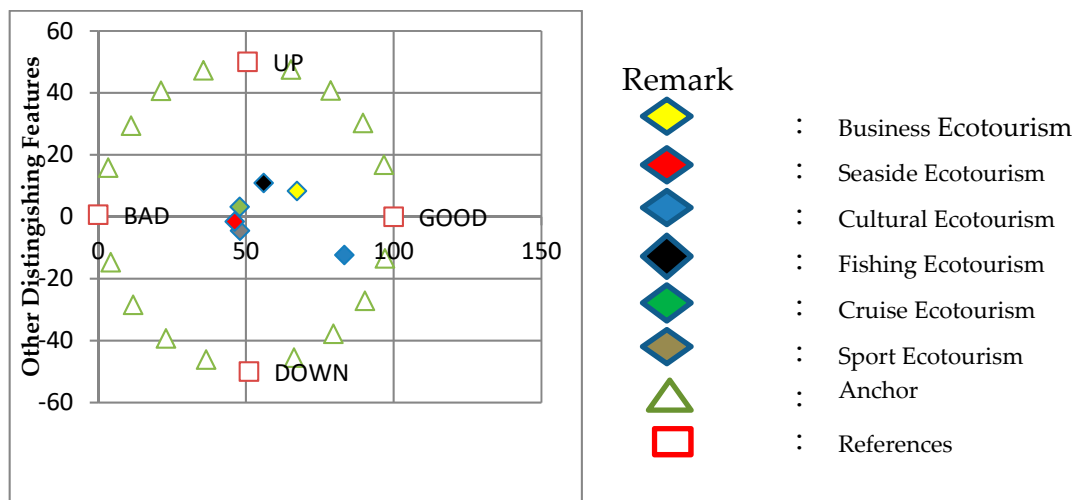 Other Distingishing Features
60
40
20
0
-20
-40
-60
0
50
100
150
UP
BAD
GOOD
DOWN
Remark
: Business Ecotourism
: Seaside Ecotourism
: Cultural Ecotourism
: Fishing Ecotourism
: Cruise Ecotourism
: Sport Ecotourism
: Anchor
: References